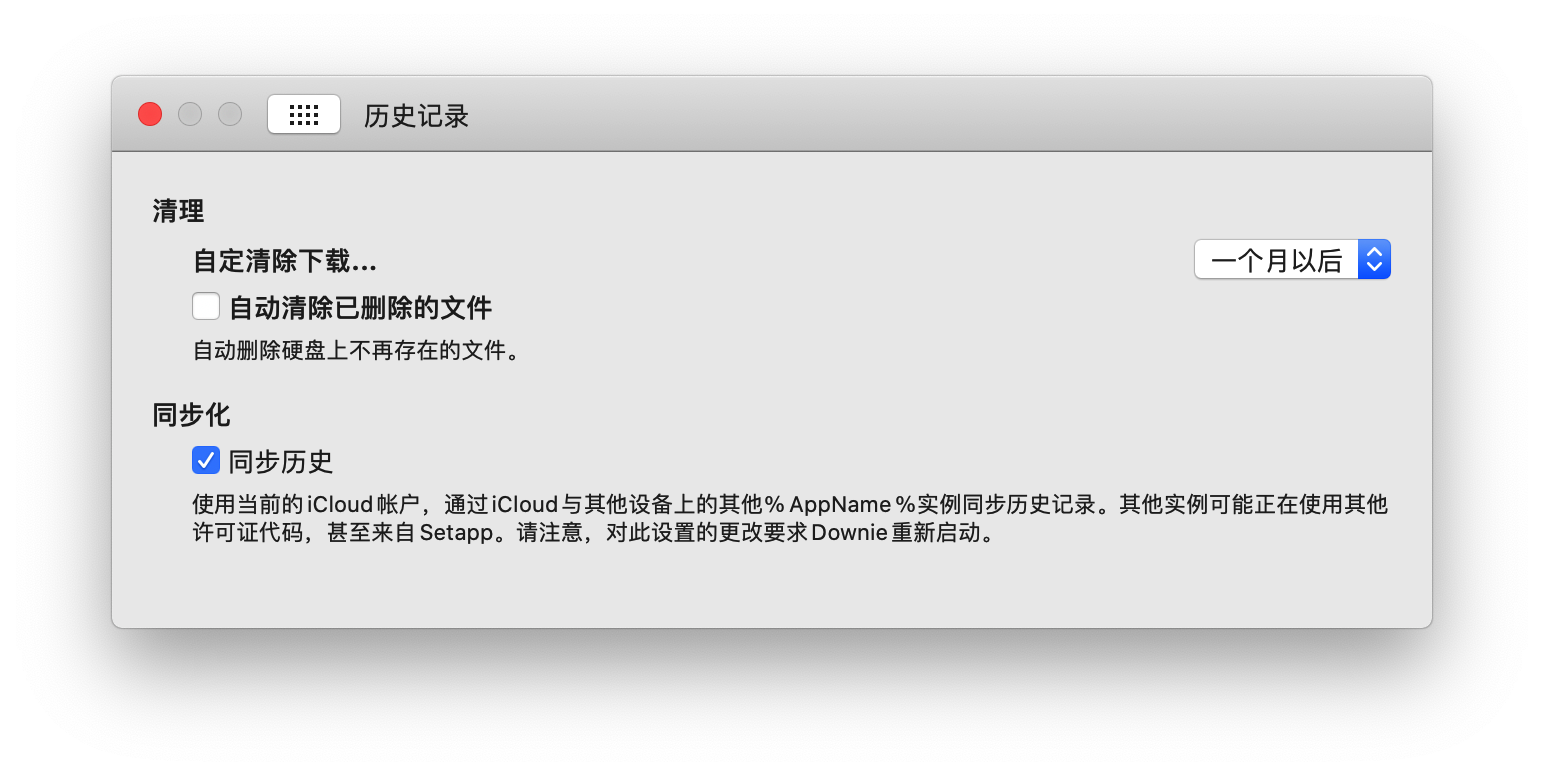 历史记录
清理
自定清除下载...
一个月以后
自动清除已删除的文件
自动删除硬盘上不再存在的文件。
同步化
同步历史
使用当前的 iCloud 帐户，通过 iCloud 与其他设备上的其他% AppName %实例同步历史记录。其他实例可能正在使用其他
许可证代码，甚至来自 Setapp。请注意，对此设置的更改要求 Downie 重新启动。